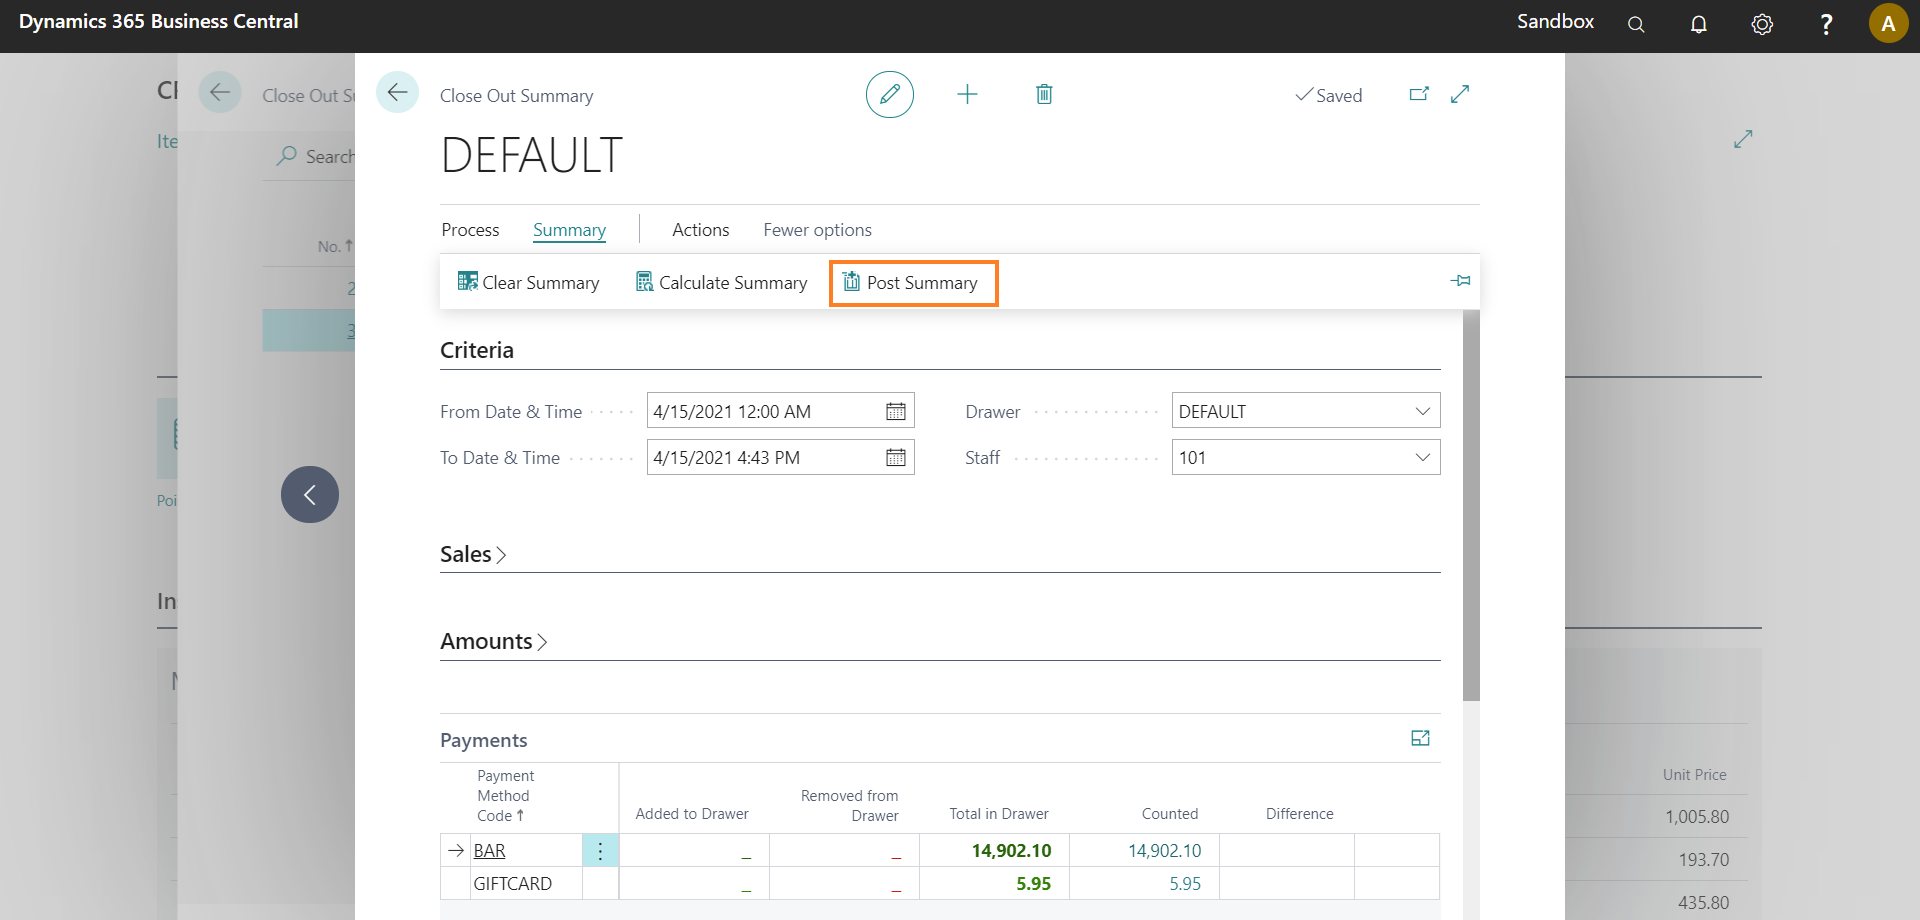 Dynamics 365 Business Central
Sandbox
?
A
Close Out Summary
Saved
DEFAULT
Process Summary Actions Fewer options
Clear Summary Calculate Summary Post Summary
Criteria
From Date & Time 4/15/2021 12:00 AM Drawer DEFAULT
To Date & Time 4/15/2021 4:43 PM Staff 101
Sales
Amounts
Payments
Payment
Method
Code ↑
Added to Drawer
Removed from
Drawer
Total in Drawer
Counted
Difference
BAR _ _ 14,902.10 14,902.10
GIFTCARD _ _ 5.95 5.95
Close Out
Search
No. ↑
2
3
Unit Price
1,005.80
193.70
435.80